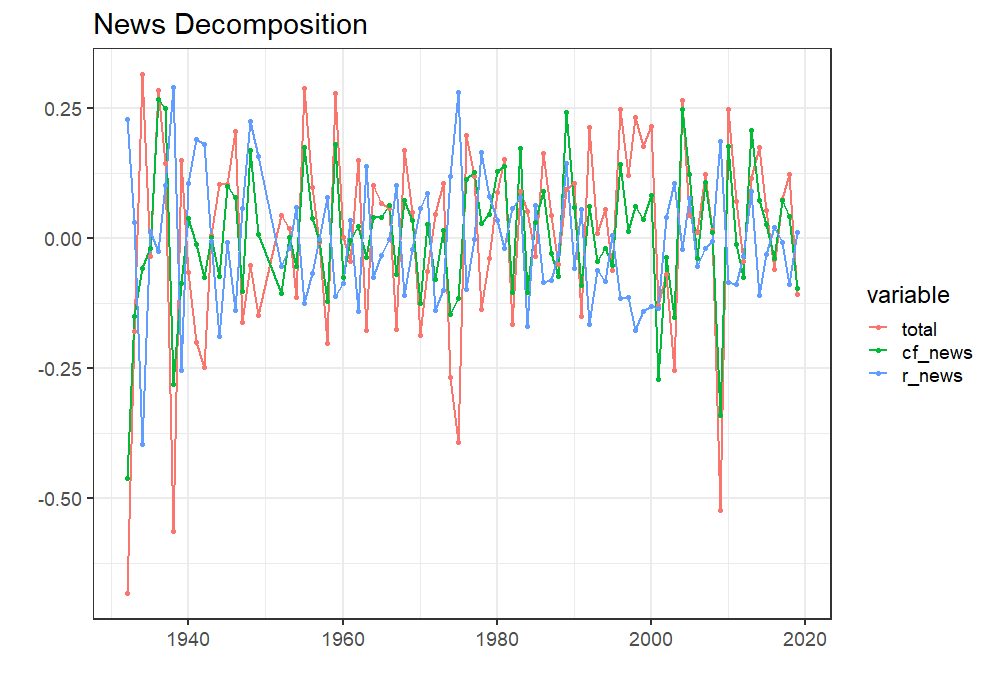 News Decomposition
0.25
0.00
-0.25
-0.50
1940 1960 1980 2000 2020
variable
total
cf_news
r_news